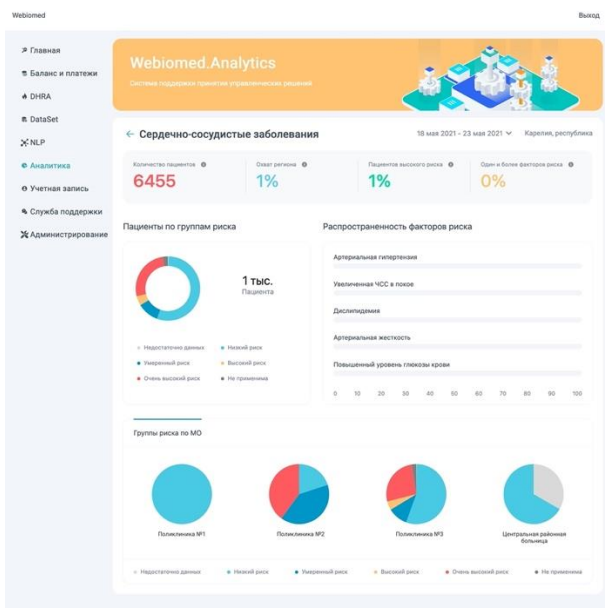 Webiomed
Выход
Главная
Баланс и платежи
DHRA
DataSet
NLP
Аналитика
Учетная запись
Служба поддержки
Администрирование
Webiomed.Analytics
Система поддержки принятия управленческих решений
← Сердечно-сосудистые заболевания
18 мая 2021 - 23 мая 2021
Карелия, республика
Количество пациентов
6455
Охват региона
1%
Пациентов высокого риска
1%
Один и более факторов риска
0%
Пациенты по группам риска
1 тыс.
Пациента
Недостаточно данных
Низкий риск
Умеренный риск
Высокий риск
Очень высокий риск
Не применима
Распространенность факторов риска
Артериальная гипертензия
Увеличенная ЧСС в покое
Дислипидемия
Артериальная жесткость
Повышенный уровень глюкозы крови
0 10 20 30 40 50 60 70 80 90 100
Группы риска по МО
Поликлиника №1
Поликлиника №2
Поликлиника №3
Центральная районная
больница
Недостаточно данных
Низкий риск
Умеренный риск
Высокий риск
Очень высокий риск
Не применима